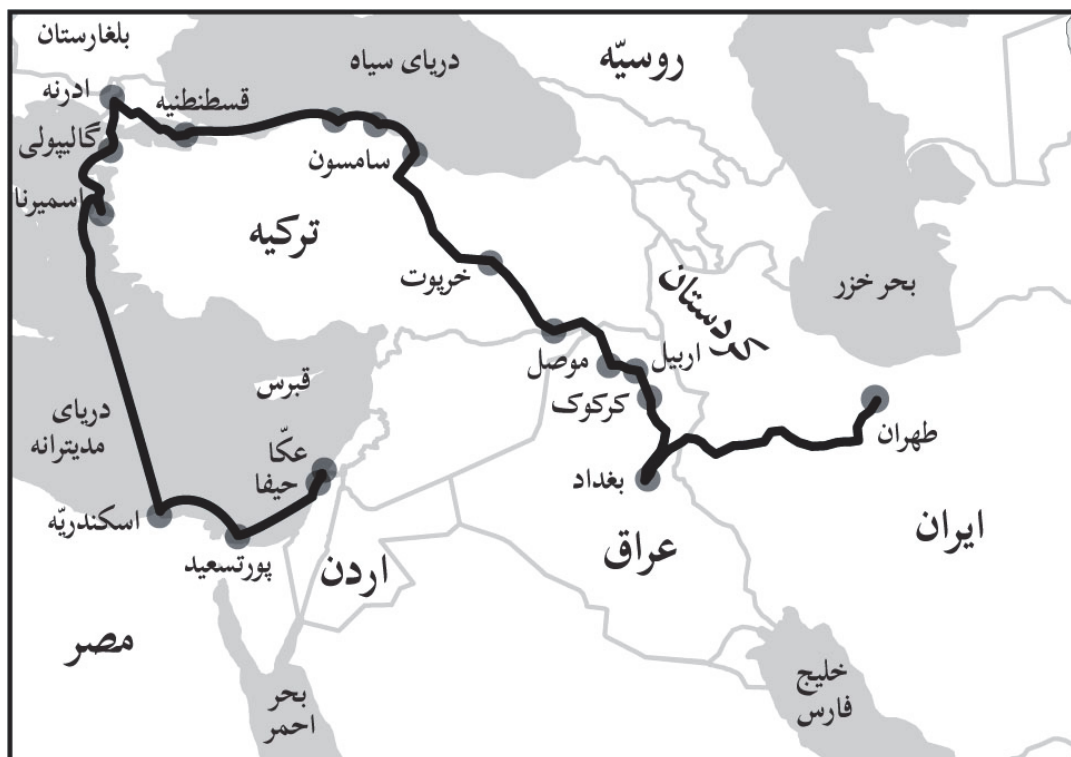 بلغارستان
دریای سیاه
روسیّه
ادرنه
قسطنطنیه
گالیپولی
سامسون
اسمیرنا
ترکیه
خرپوت
کردستان
بحر خزر
موصل
اربیل
قبرس
کرکوک
دریای
مدیترانه
طهران
عکّا
حیفا
بغداد
اسکندریّه
ایران
عراق
پورتسعید
اردن
مصر
خلیج
فارس
بحر
احمر